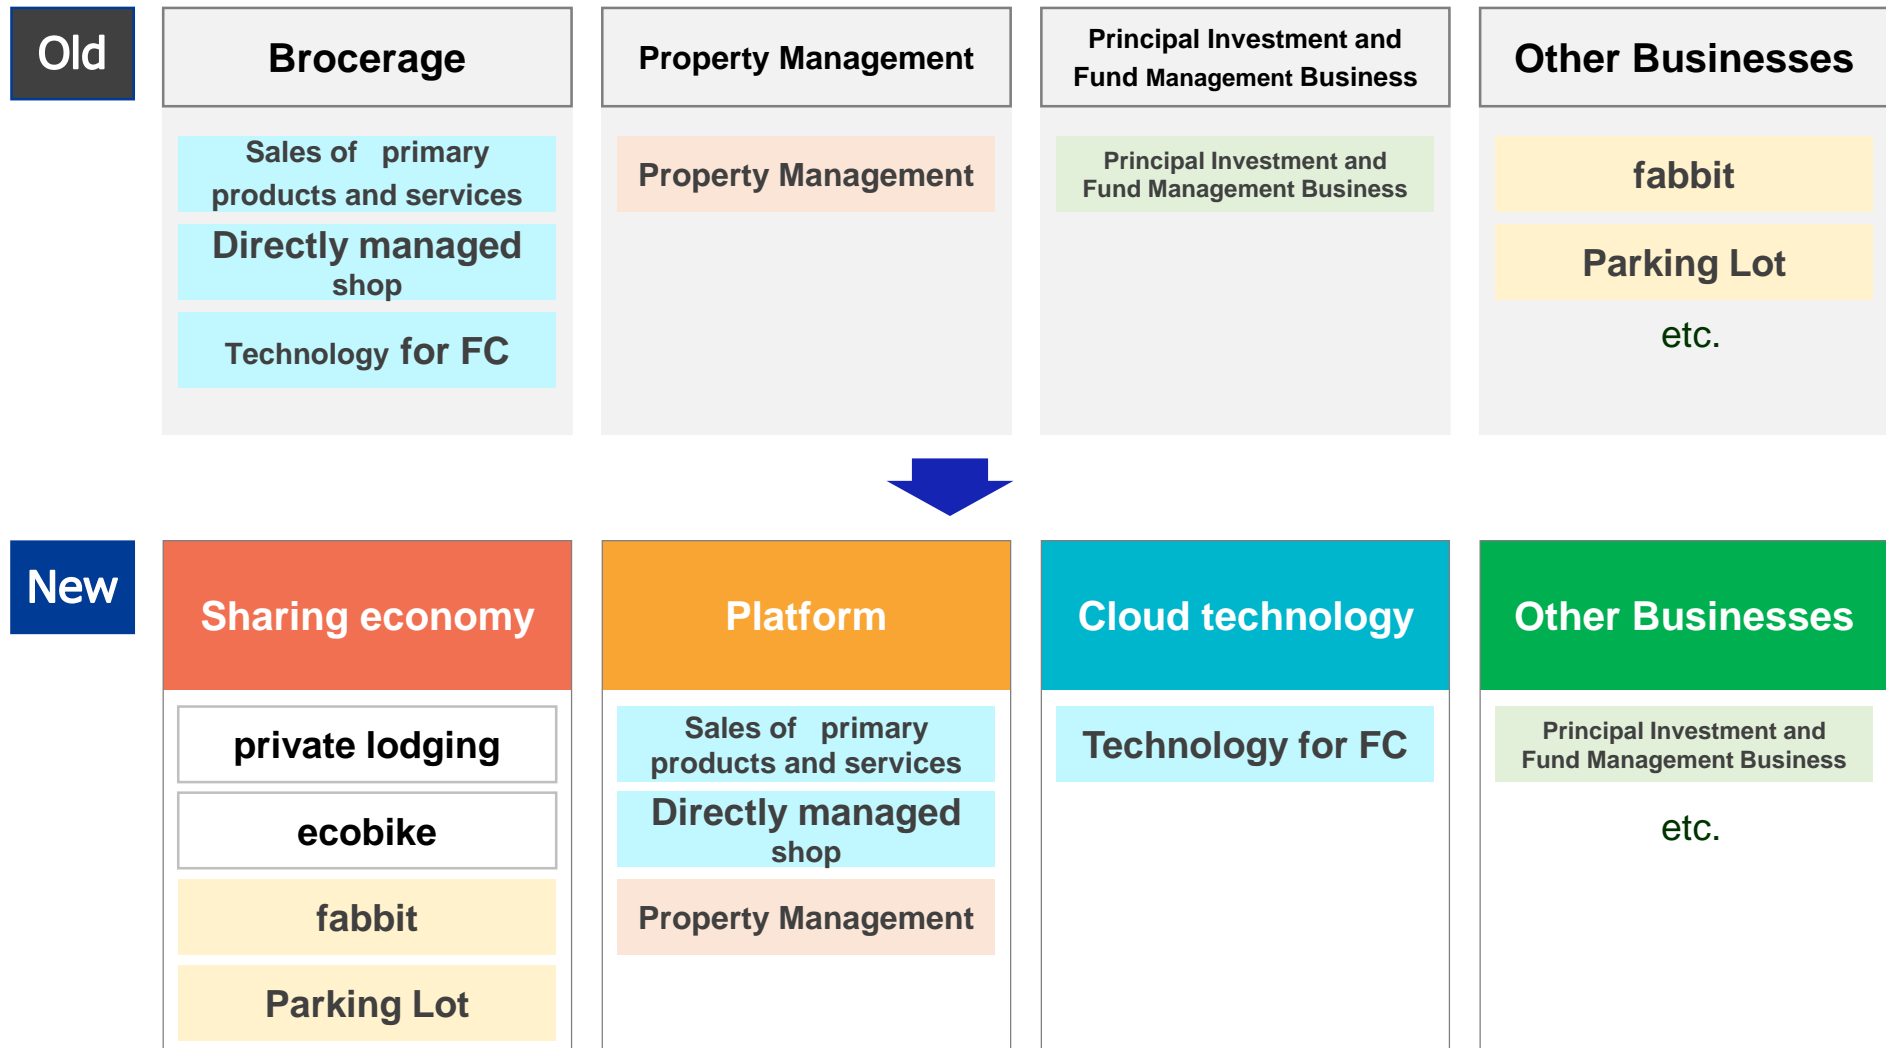 Old
Brocerage
Property Management
Principal Investment and
Fund Management Business
Other Businesses
Sales of primary
products and services
Directly managed
shop
Technology for FC
Property Management
Principal Investment and
Fund Management Business
fabbit
Parking Lot
etc.
New
Sharing economy
Platform
Cloud technology
Other Businesses
private lodging
ecobike
fabbit
Parking Lot
Sales of primary
products and services
Directly managed
shop
Property Management
Technology for FC
Principal Investment and
Fund Management Business
etc.